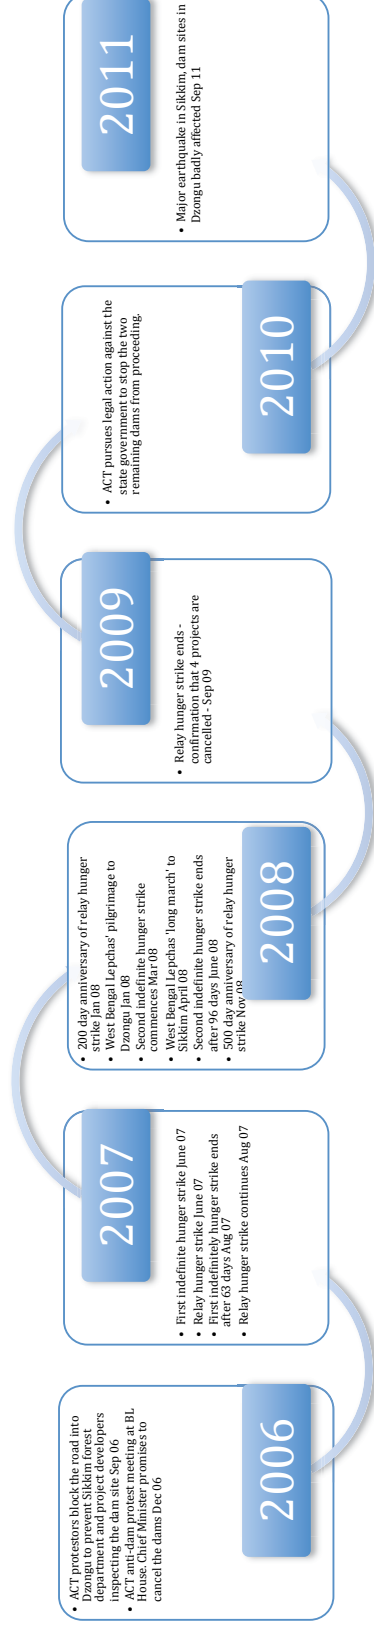 • ACT protestors block the road into
Dzongu to prevent Sikkim forest
department and project developers
inspecting the dam site Sep 06
• ACT anti-dam protest meeting at BL
House. Chief Minister promises to
cancel the dams Dec 06
2006
2007
• First indefinite hunger strike June 07
• Relay hunger strike June 07
• First indefinitely hunger strike ends
after 63 days Aug 07
• Relay hunger strike continues Aug 07
• 200 day anniversary of relay hunger
strike Jan 08
• West Bengal Lepchas' pilgrimage to
Dzongu Jan 08
• Second indefinite hunger strike
commences Mar 08
• West Bengal Lepchas 'long march' to
Sikkim April 08
• Second indefinite hunger strike ends
after 96 days June 08
• 500 day anniversary of relay hunger
strike Nov 08
2008
2009
• Relay hunger strike ends -
confirmation that 4 projects are
cancelled - Sep 09
• ACT pursues legal action against the
state government to stop the two
remaining dams from proceeding.
2010
2011
• Major earthquake in Sikkim, dam sites in
Dzongu badly affected Sep 11